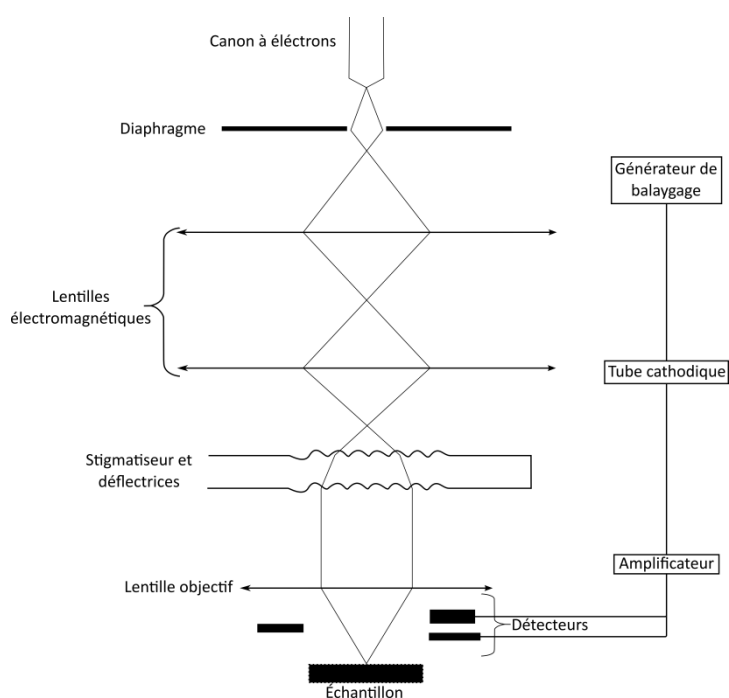 Canon à éléctrons
Diaphragme
Générateur de
balaygage
Lentilles
électromagnétiques
Tube cathodique
Stigmatiseur et
déflectrices
Amplificateur
Lentille objectif
Détecteurs
Échantillon